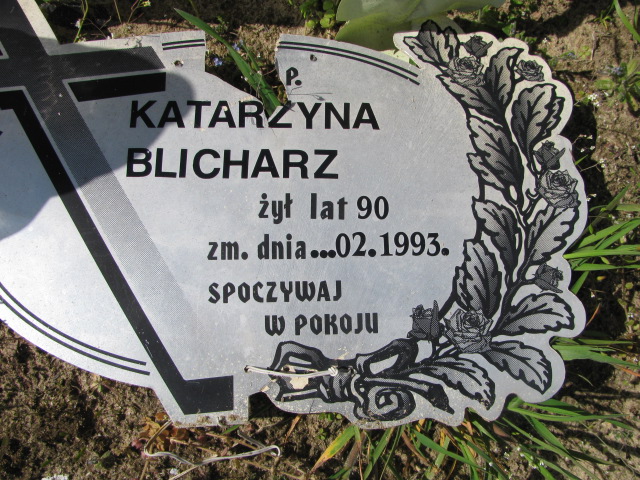 P.
KATARZYNA
BLICHARZ
żył lat 90
zm. dnia...02.1993.
SPOCZYWAJ
W POKOJU